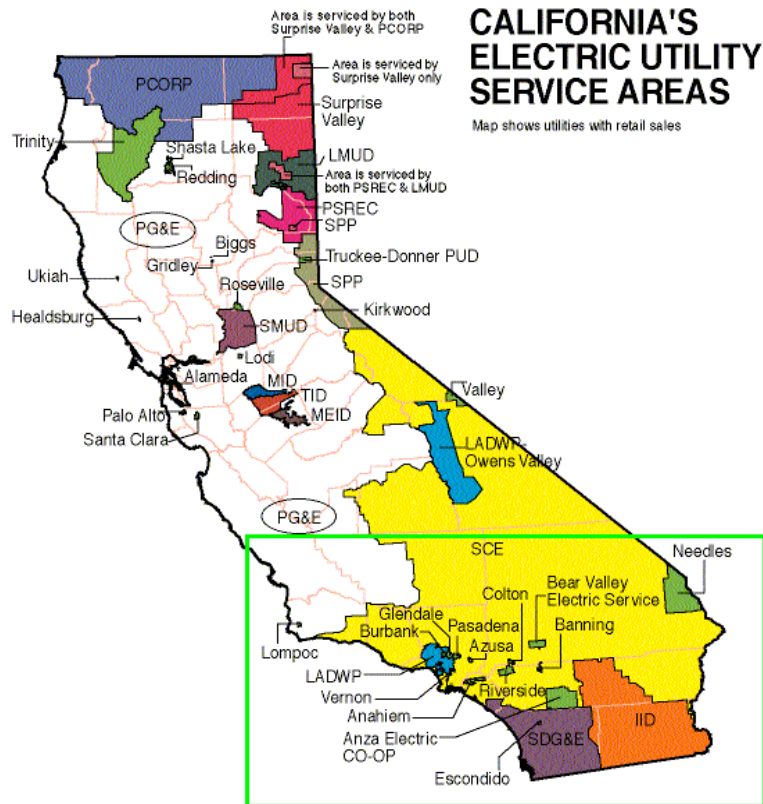 Area is serviced by both
Surprise Valley & PCORP
CALIFORNIA'S
ELECTRIC UTILITY
SERVICE AREAS
Map shows utilities with retail sales
Area is serviced by
Surprise Valley only
PCORP
Surprise
Valley
Trinity
Shasta Lake
Redding
LMUD
Area is serviced by
both PSREC & LMUD
PSREC
SPP
PG&E
Biggs
Gridley
Truckee-Donner PUD
Ukiah
SPP
Roseville
Kirkwood
Healdsburg
SMUD
Lodi
Alameda
MID
TID
Valley
Palo Alto
MEID
Santa Clara
LADWP-
Owens Valley
PG&E
SCE
Needles
Colton
Bear Valley
Electric Service
Glendale
Burbank
Pasadena
Banning
Azusa
Lompoc
LADWP
Vernon
Riverside
Anahiem
IID
Anza Electric
CO-OP
SDG&E
Escondido